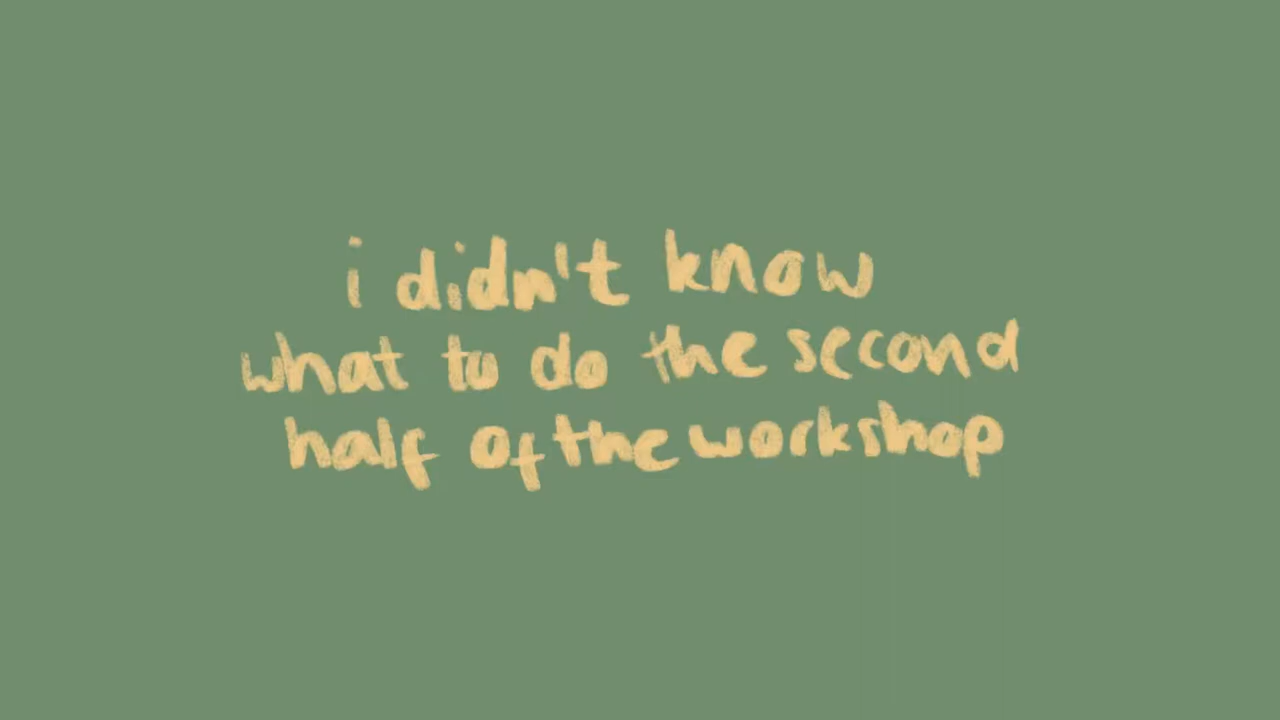 i didn't know
what to do the second
half of the workshop